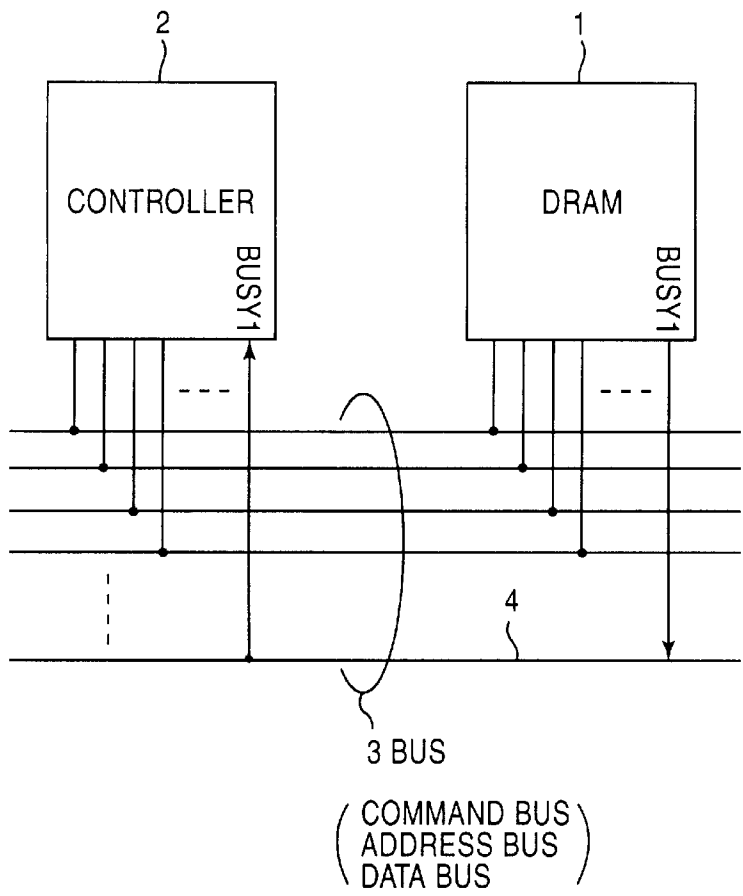 2
1
CONTROLLER
DRAM
BUSY1
BUSY1
4
3 BUS
COMMAND BUS
ADDRESS BUS
DATA BUS